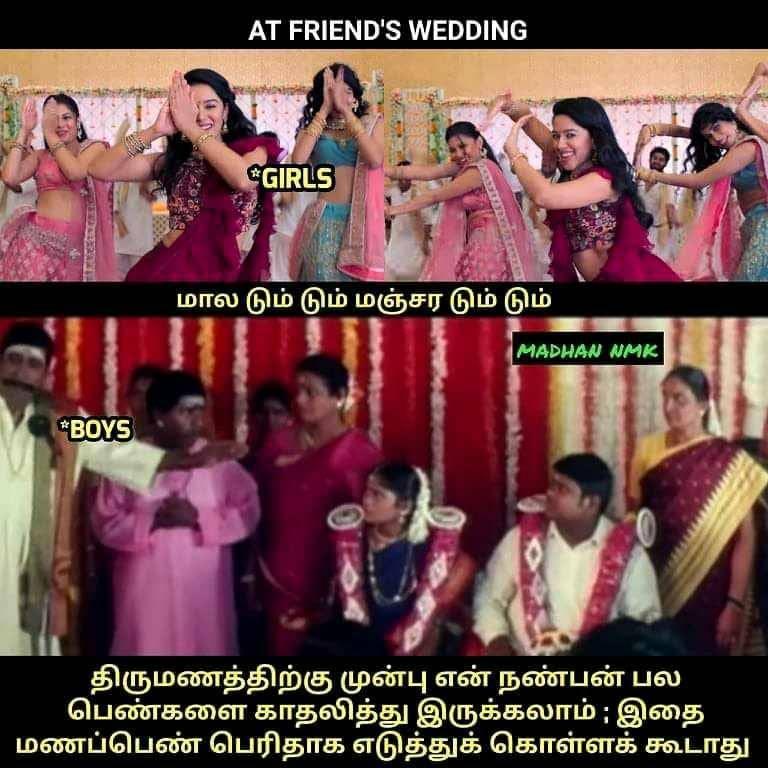 AT FRIEND'S WEDDING
*GIRLS
மால டும் டும் மஞ்சர டும் டும்
MADHAN NMK
*BOYS
திருமணத்திற்கு முன்பு என் நண்பன் பல
பெண்களை காதலித்து இருக்கலாம் ; இதை
மணப்பெண் பெரிதாக எடுத்துக் கொள்ளக் கூடாது